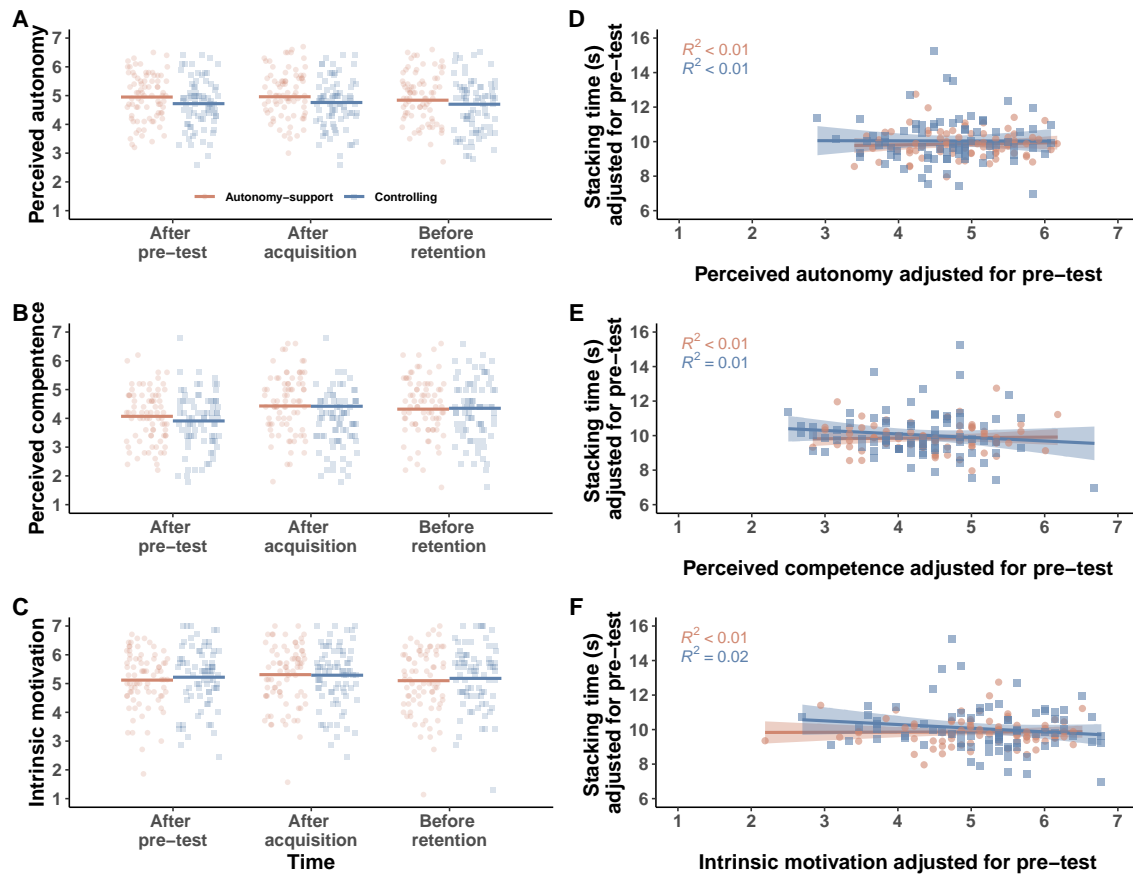 A
Perceived autonomy
7
6
5
4
3
2
1
Autonomy−support
Controlling
After
pre−test
After
acquisition
Before
retention
B
Perceived compentence
7
6
5
4
3
2
1
After
pre−test
After
acquisition
Before
retention
C
Intrinsic motivation
7
6
5
4
3
2
1
After
pre−test
After
acquisition
Before
retention
Time
D
Stacking time (s)
adjusted for pre−test
16
14
12
10
8
6
R² < 0.01
R² < 0.01
1 2 3 4 5 6 7
Perceived autonomy adjusted for pre−test
E
Stacking time (s)
adjusted for pre−test
16
14
12
10
8
6
R² < 0.01
R² = 0.01
1 2 3 4 5 6 7
Perceived competence adjusted for pre−test
F
Stacking time (s)
adjusted for pre−test
16
14
12
10
8
6
R² < 0.01
R² = 0.02
1 2 3 4 5 6 7
Intrinsic motivation adjusted for pre−test